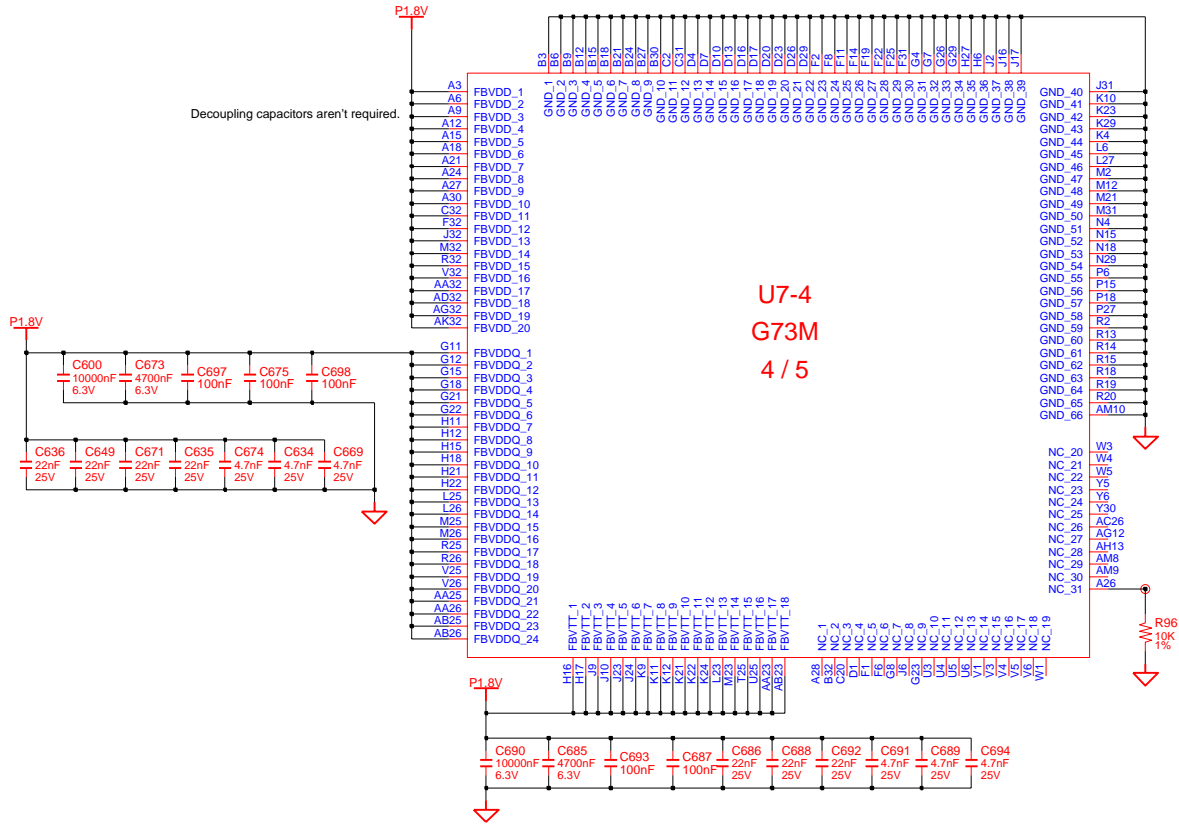 P1.8V
Decoupling capacitors aren't required.
B3 B6 B9 B12 B15 B18 B21 B24 B27 B30 C2 C31 D4 D7 D10 D13 D16 D17 D20 D23 D26 D29 F2 F8 F11 F14 F19 F22 F25 F31 G4 G7 G26 G29 H27 H6 J2 J16 J17
GND_1 GND_2 GND_3 GND_4 GND_5 GND_6 GND_7 GND_8 GND_9 GND_10 GND_11 GND_12 GND_13 GND_14 GND_15 GND_16 GND_17 GND_18 GND_19 GND_20 GND_21 GND_22 GND_23 GND_24 GND_25 GND_26 GND_27 GND_28 GND_29 GND_30 GND_31 GND_32 GND_33 GND_34 GND_35 GND_36 GND_37 GND_38 GND_39
A3 FBVDD_1
A6 FBVDD_2
A9 FBVDD_3
A12 FBVDD_4
A15 FBVDD_5
A18 FBVDD_6
A21 FBVDD_7
A24 FBVDD_8
A27 FBVDD_9
A30 FBVDD_10
C32 FBVDD_11
F32 FBVDD_12
J32 FBVDD_13
M32 FBVDD_14
R32 FBVDD_15
V32 FBVDD_16
AA32 FBVDD_17
AD32 FBVDD_18
AG32 FBVDD_19
AK32 FBVDD_20
GND_40 J31
GND_41 K10
GND_42 K23
GND_43 K29
GND_44 K4
GND_45 L6
GND_46 L27
GND_47 M2
GND_48 M12
GND_49 M21
GND_50 M31
GND_51 N4
GND_52 N15
GND_53 N18
GND_54 N29
GND_55 P6
GND_56 P15
GND_57 P18
GND_58 P27
GND_59 R2
GND_60 R13
GND_61 R14
GND_62 R15
GND_63 R18
GND_64 R19
GND_65 R20
GND_66 AM10
U7-4
G73M
4 / 5
P1.8V
C600 10000nF 6.3V
C673 4700nF 6.3V
C697 100nF
C675 100nF
C698 100nF
C636 22nF 25V
C649 22nF 25V
C671 22nF 25V
C635 22nF 25V
C674 4.7nF 25V
C634 4.7nF 25V
C669 4.7nF 25V
G11 FBVDDQ_1
G12 FBVDDQ_2
G15 FBVDDQ_3
G18 FBVDDQ_4
G21 FBVDDQ_5
G22 FBVDDQ_6
H11 FBVDDQ_7
H12 FBVDDQ_8
H15 FBVDDQ_9
H18 FBVDDQ_10
H21 FBVDDQ_11
H22 FBVDDQ_12
L25 FBVDDQ_13
L26 FBVDDQ_14
M25 FBVDDQ_15
M26 FBVDDQ_16
R25 FBVDDQ_17
R26 FBVDDQ_18
V25 FBVDDQ_19
V26 FBVDDQ_20
AA25 FBVDDQ_21
AA26 FBVDDQ_22
AB25 FBVDDQ_23
AB26 FBVDDQ_24
NC_20 W3
NC_21 W4
NC_22 W5
NC_23 Y5
NC_24 Y6
NC_25 Y30
NC_26 AC26
NC_27 AG12
NC_28 AH13
NC_29 AM8
NC_30 AM9
NC_31 A26
R96
10K
1%
FBVTT_1 FBVTT_2 FBVTT_3 FBVTT_4 FBVTT_5 FBVTT_6 FBVTT_7 FBVTT_8 FBVTT_9 FBVTT_10 FBVTT_11 FBVTT_12 FBVTT_13 FBVTT_14 FBVTT_15 FBVTT_16 FBVTT_17 FBVTT_18
H16 H17 J9 J10 J23 J24 K9 K11 K12 K21 K22 K24 L23 M23 T25 U25 AA23 AB23
NC_1 NC_2 NC_3 NC_4 NC_5 NC_6 NC_7 NC_8 NC_9 NC_10 NC_11 NC_12 NC_13 NC_14 NC_15 NC_16 NC_17 NC_18 NC_19
A28 B32 C20 D1 F1 F6 G8 J6 G23 U3 U4 U5 U6 V1 V3 V4 V5 V6 W1
P1.8V
C690 10000nF 6.3V
C685 4700nF 6.3V
C693 100nF
C687 100nF
C686 22nF 25V
C688 22nF 25V
C692 22nF 25V
C691 4.7nF 25V
C689 4.7nF 25V
C694 4.7nF 25V